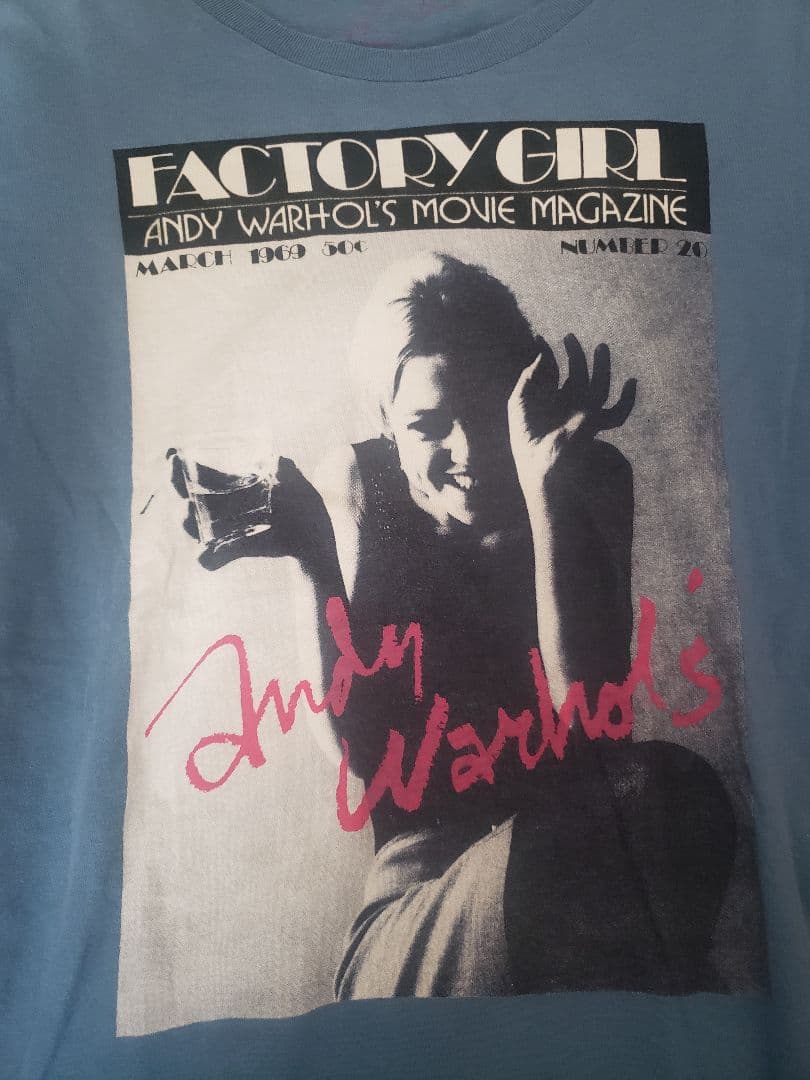 FACTORY GIRL
ANDY WARHOL'S MOVIE MAGAZINE
MARCH 1969 50¢ NUMBER 20
Andy
Warhol's